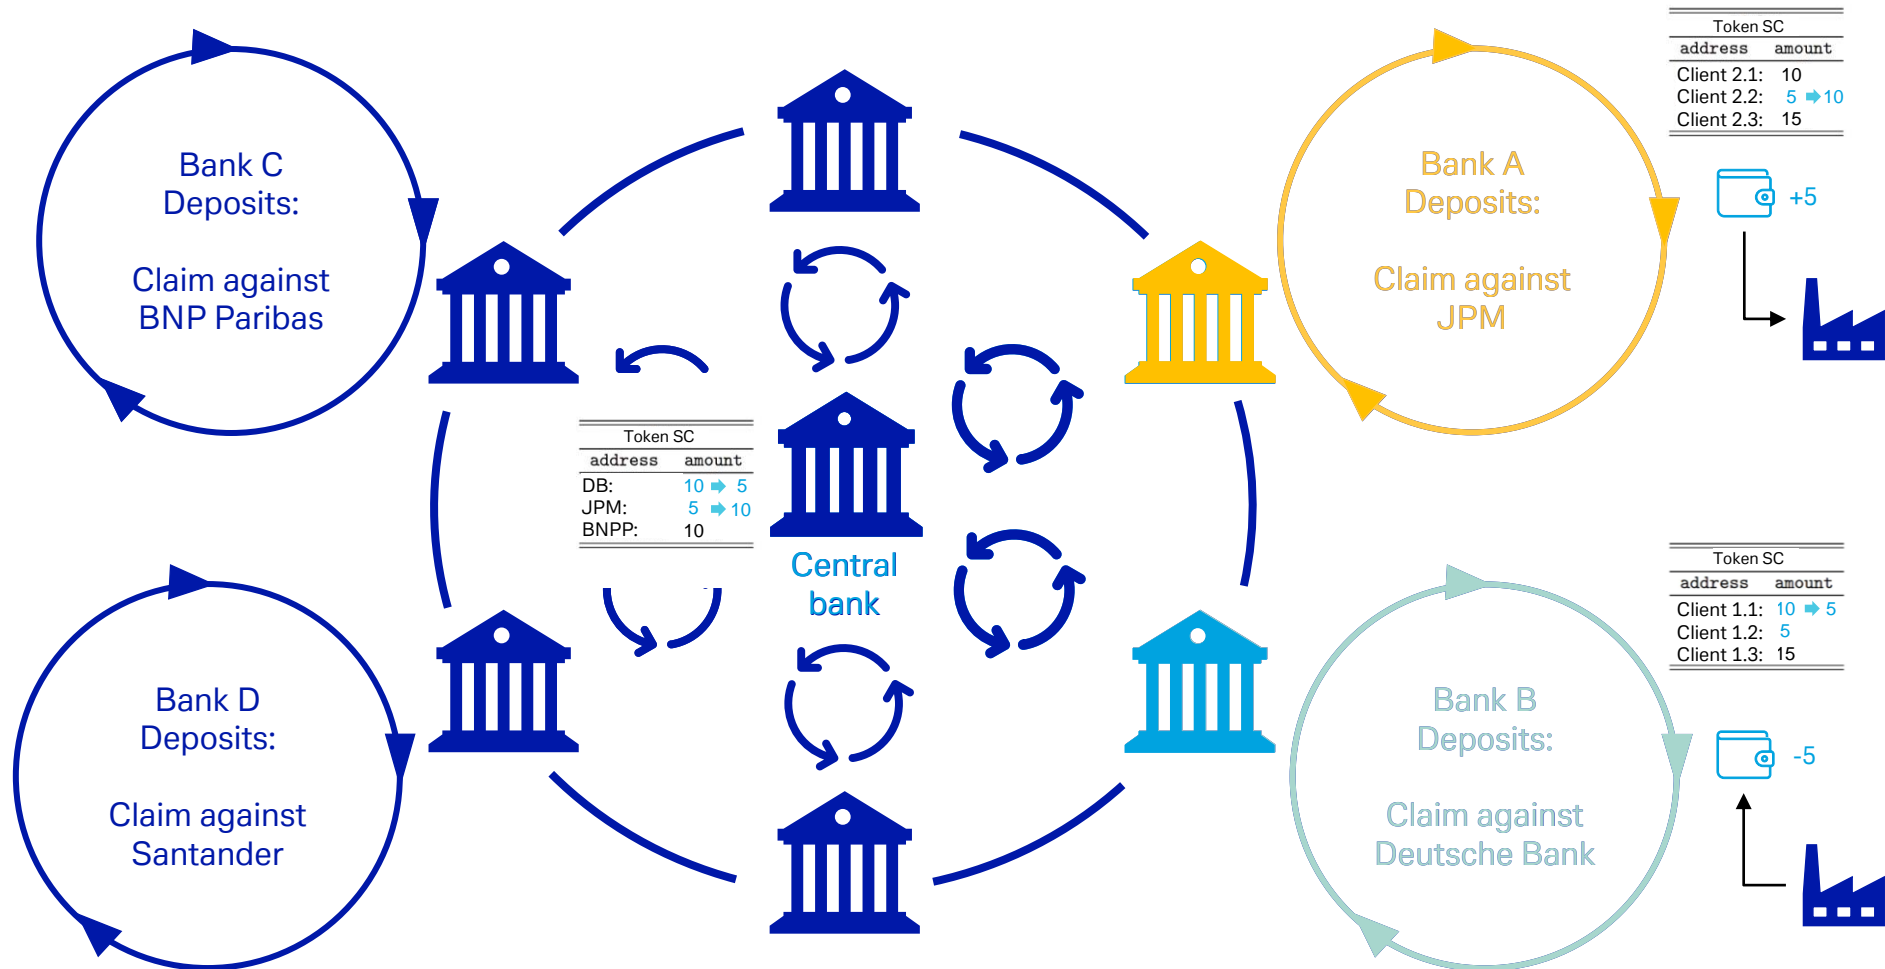 Bank C
Deposits:
Claim against
BNP Paribas
Bank A
Deposits:
Claim against
JPM
Token SC
address amount
Client 2.1: 10
Client 2.2: 5 ➡ 10
Client 2.3: 15
+5
Token SC
address amount
DB: 10 ➡ 5
JPM: 5 ➡ 10
BNPP: 10
Central
bank
Bank D
Deposits:
Claim against
Santander
Bank B
Deposits:
Claim against
Deutsche Bank
Token SC
address amount
Client 1.1: 10 ➡ 5
Client 1.2: 5
Client 1.3: 15
-5